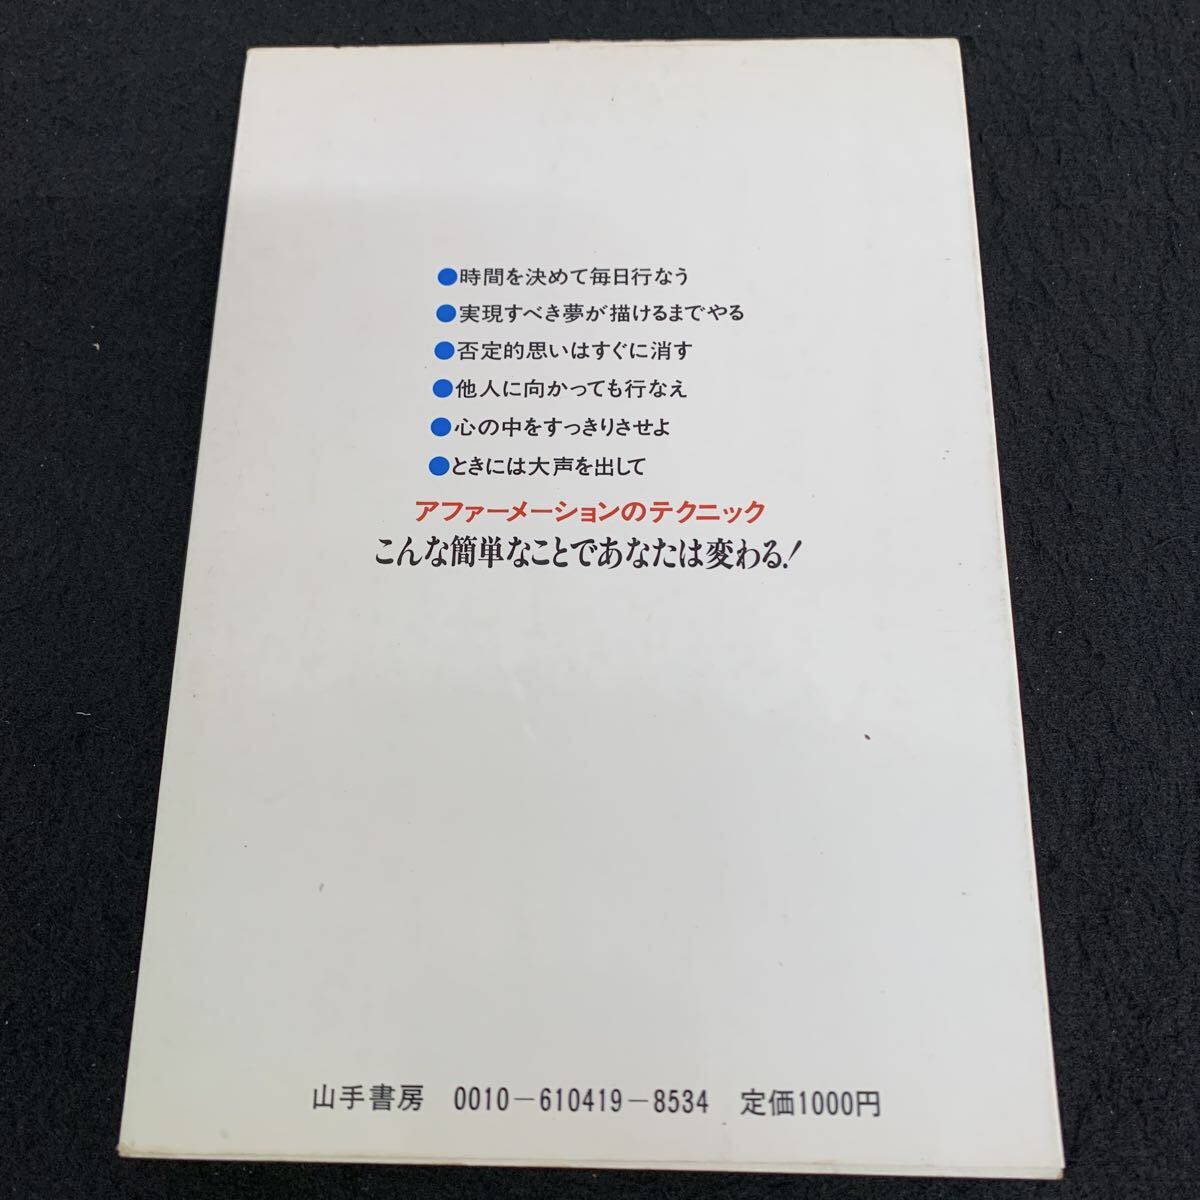 ●時間を決めて毎日行なう
●実現すべき夢が描けるまでやる
●否定的思いはすぐに消す
●他人に向かっても行なえ
●心の中をすっきりさせよ
●ときには大声を出して
アファーメーションのテクニック
こんな簡単なことであなたは変わる!
山手書房 0010-610419-8534 定価1000円